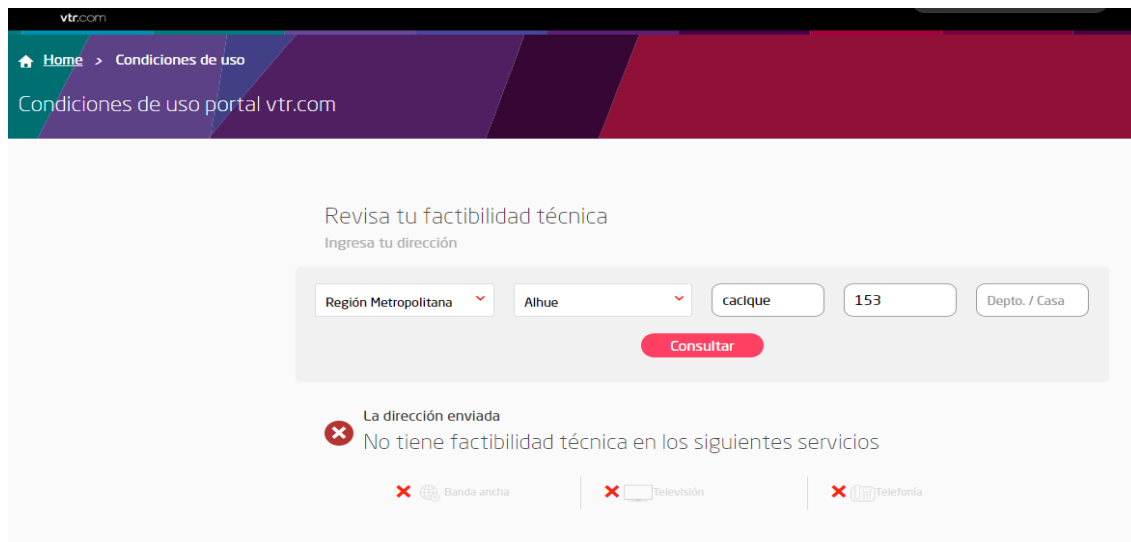 vtr.com
Home > Condiciones de uso
Condiciones de uso portal vtr.com
Revisa tu factibilidad técnica
Ingresa tu dirección
Región Metropolitana Alhue cacique 153 Depto. / Casa
Consultar
La dirección enviada
No tiene factibilidad técnica en los siguientes servicios
Banda ancha Televisión Telefonía